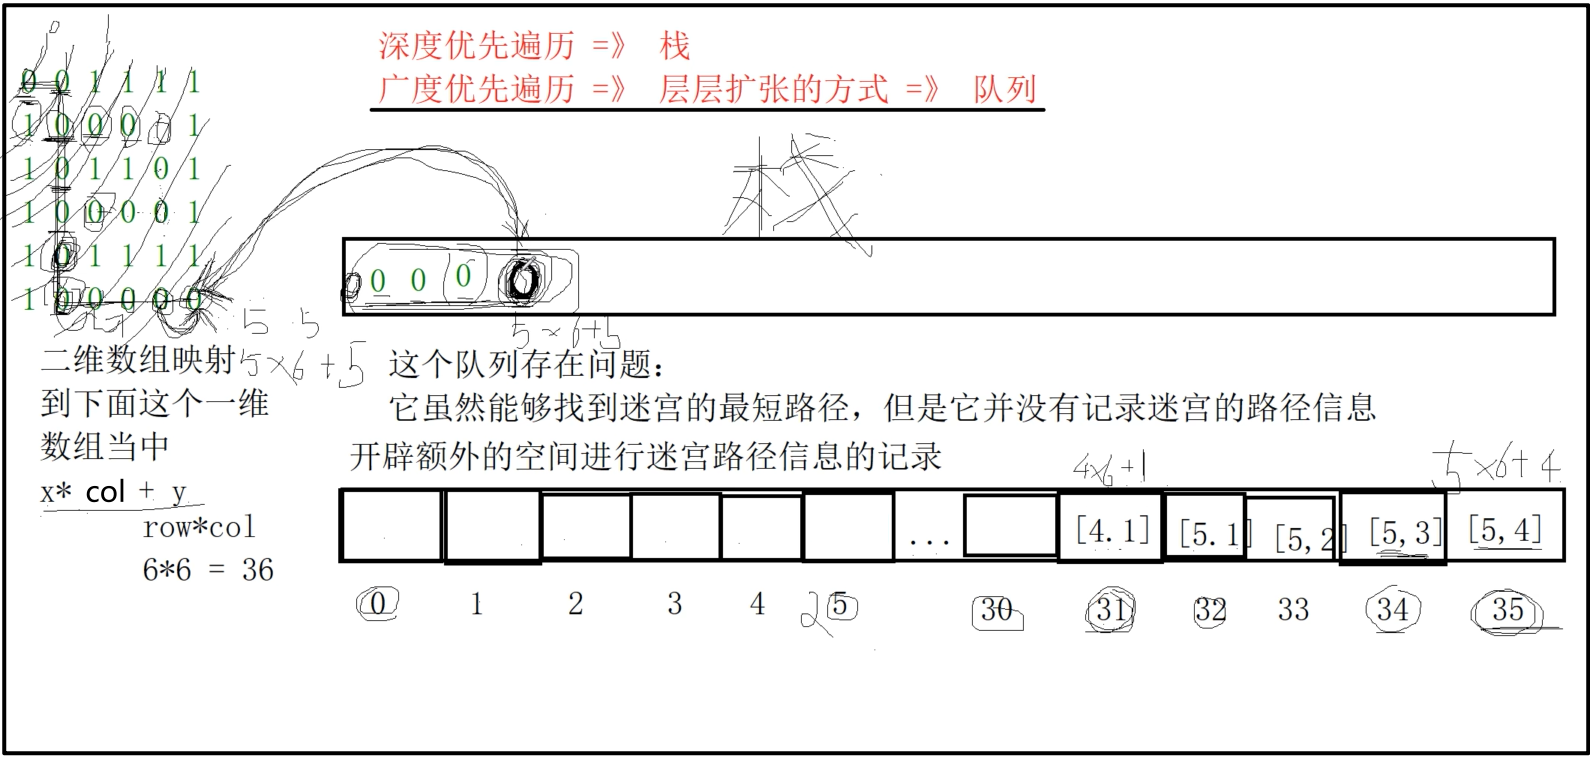 深度优先遍历 =》 栈
广度优先遍历 =》 层层扩张的方式 =》 队列
0 0 1 1 1 1
1 0 0 0 0 1
1 0 1 1 0 1
1 0 0 0 0 1
1 0 1 1 1 1
1 0 0 0 0 0
栈
0 0 0
5 5
5×6+5
5×6+5
二维数组映射
到下面这个一维
数组当中
x* col + y
row*col
6*6 = 36
这个队列存在问题：
它虽然能够找到迷宫的最短路径，但是它并没有记录迷宫的路径信息
开辟额外的空间进行迷宫路径信息的记录
4×6+1
5×6+4
... [4.1] [5.1] [5,2] [5,3] [5,4]
0 1 2 3 4 5 30 31 32 33 34 35